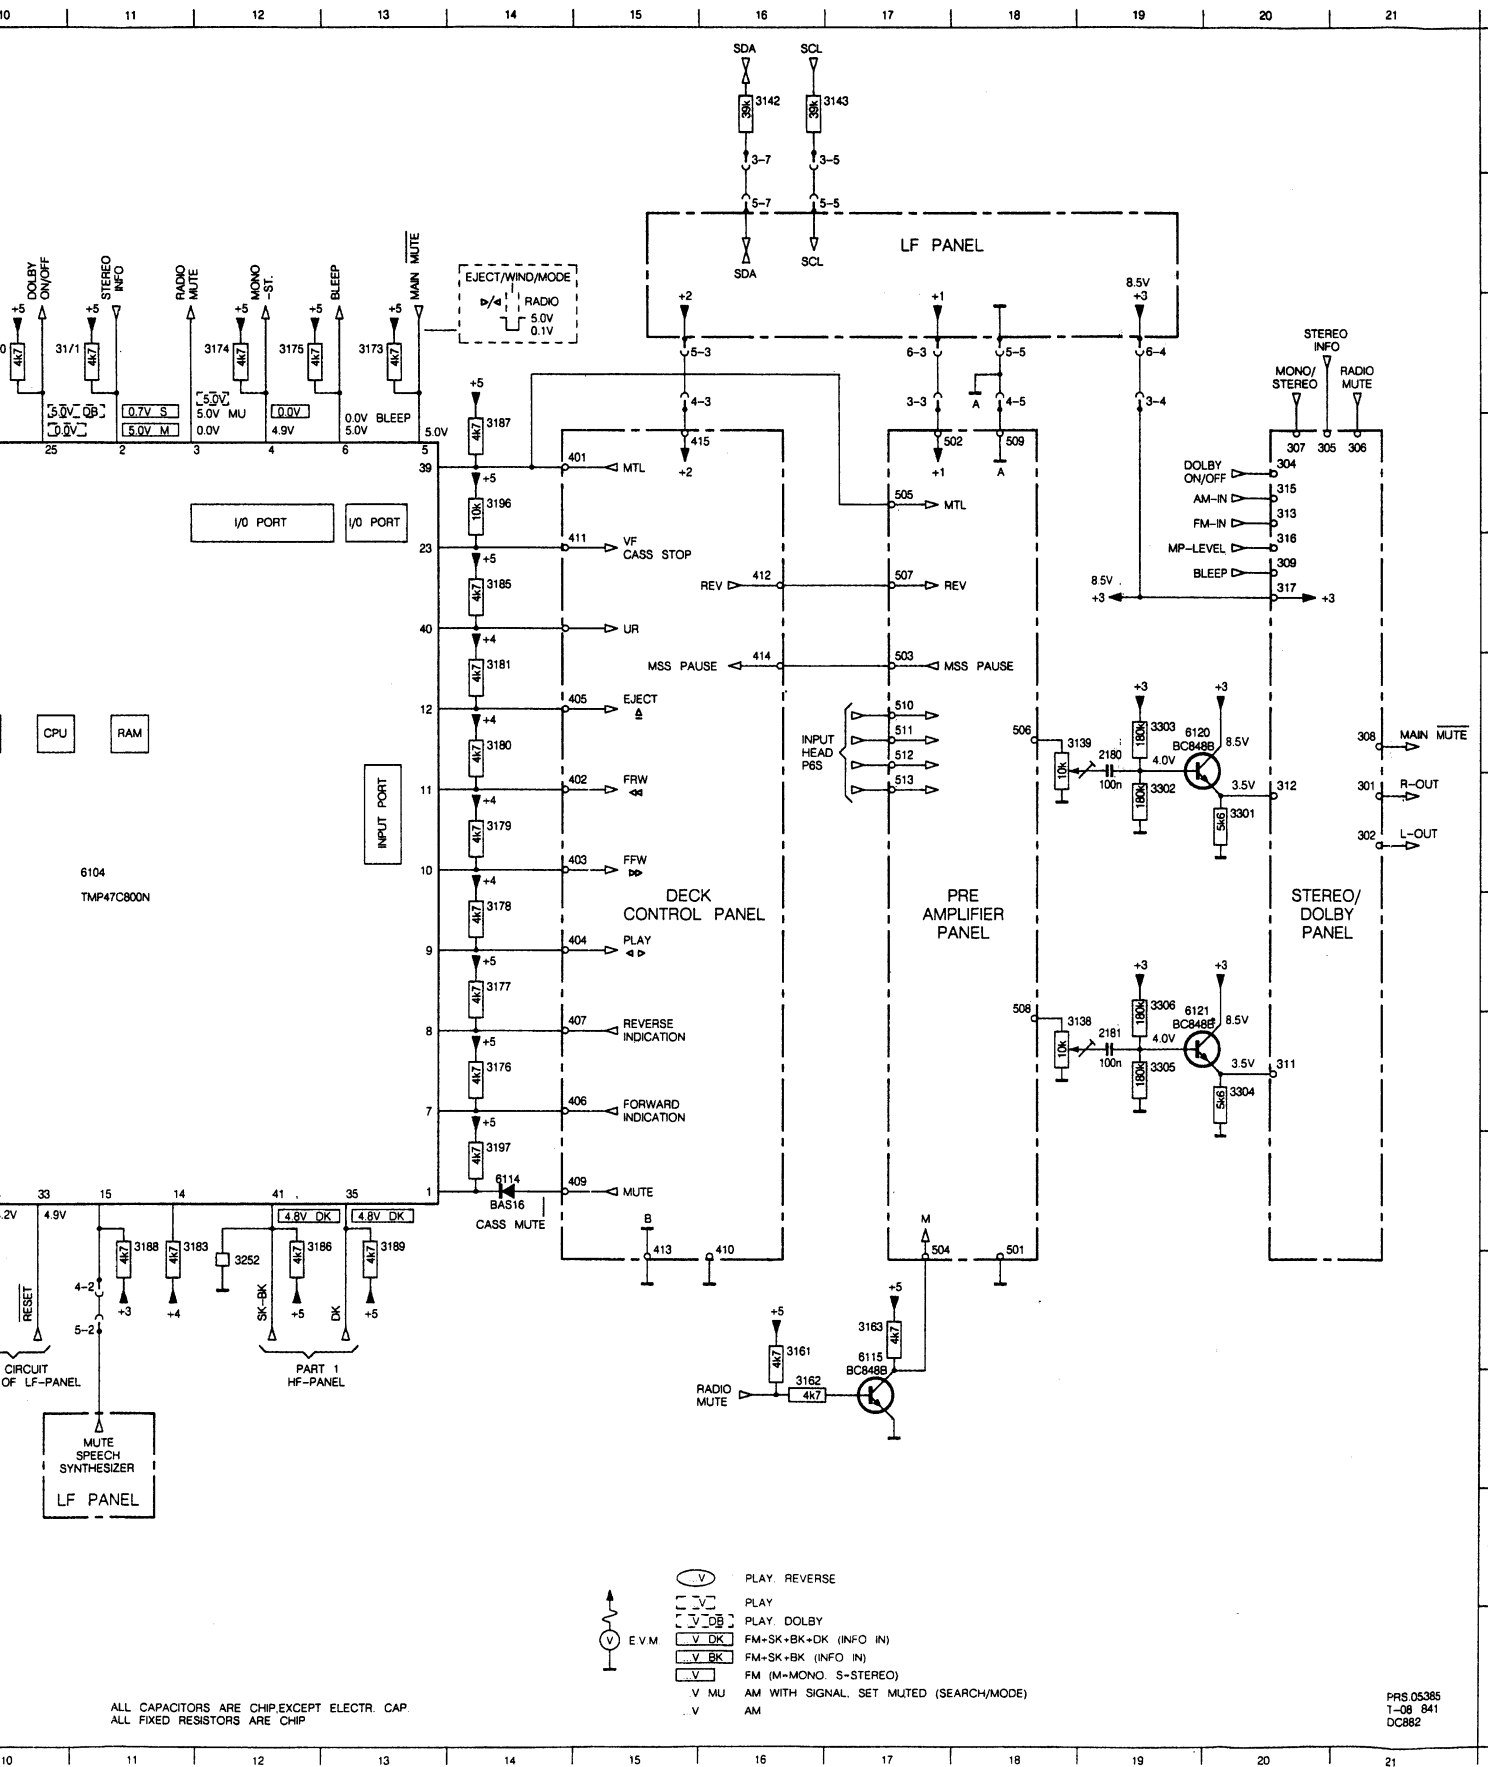 10 11 12 13 14 15 16 17 18 19 20 21
SDA SCL
39k 3142 39k 3143
3-7 3-5
5-7 5-5
LF PANEL
SDA SCL
+2 +1 8.5V +3
5-3 6-3 5-5 6-4
4-3 3-3 A 4-5 3-4
DOLBY ON/OFF
STEREO INFO
RADIO MUTE
MONO -ST.
BLEEP
MAIN MUTE
EJECT/WIND/MODE
RADIO
5.0V
0.1V
+5 +5 +5 +5 +5
0 4k7 3171 4k7 3174 4k7 3175 4k7 3173 4k7
5.0V DB 0.7V S 5.0V
5.0V MU 0.0V 0.0V BLEEP
0.0V 5.0V M 0.0V 4.9V 5.0V 5.0V
25 2 3 4 6 5
STEREO INFO
MONO/ STEREO
RADIO MUTE
307 305 306
+5
4k7 3187
39 401 MTL
415 +2
502 +1
509 A
505 MTL
+5
10k 3196
I/O PORT I/O PORT
23 411 VF
CASS STOP
+5
4k7 3185
REV 412 507 REV
40 UR
+4
4k7 3181
MSS PAUSE 414 503 MSS PAUSE
12 405 EJECT
+4
4k7 3180
11 402 FRW
+4
4k7 3179
10 403 FFW
+4
4k7 3178
9 404 PLAY
+5
4k7 3177
8 407 REVERSE
INDICATION
+5
4k7 3176
7 406 FORWARD
INDICATION
+5
4k7 3197
1 6114 409 MUTE
BAS16
CASS MUTE
CPU RAM
INPUT PORT
6104
TMP47C800N
DECK
CONTROL PANEL
INPUT
HEAD
P6S
510
511
512
513
PRE
AMPLIFIER
PANEL
DOLBY
ON/OFF 304
AM-IN 315
FM-IN 313
MP-LEVEL 316
BLEEP 309
317 +3
8.5V
+3
506 3139 10k
2180
100n
+3
180k 3303
4.0V
180k 3302
+3
6120
BC848B
8.5V
3.5V 312
5k6 3301
308 MAIN MUTE
301 R-OUT
302 L-OUT
STEREO/
DOLBY
PANEL
508 3138 10k
2181
100n
+3
180k 3306
4.0V
180k 3305
+3
6121
BC848B
8.5V
3.5V 311
5k6 3304
B
413 410
M
504 501
33 15 14 41 35
.2V 4.9V 4.8V DK 4.8V DK
4k7 3188 4k7 3183 3252 4k7 3186 4k7 3189
4-2
5-2
+3 +4 +5 +5
RESET
SK-BK
DK
CIRCUIT
OF LF-PANEL
PART 1
HF-PANEL
MUTE
SPEECH
SYNTHESIZER
LF PANEL
+5
4k7 3161
RADIO
MUTE
3162
4k7
+5
3163 4k7
6115
BC848B
...V PLAY. REVERSE
V PLAY
V DB PLAY. DOLBY
V E.V.M. ...V DK FM+SK+BK+DK (INFO IN)
...V BK FM+SK+BK (INFO IN)
...V FM (M=MONO. S=STEREO)
.V MU AM WITH SIGNAL, SET MUTED (SEARCH/MODE)
..V AM
ALL CAPACITORS ARE CHIP,EXCEPT ELECTR. CAP.
ALL FIXED RESISTORS ARE CHIP
PRS.05385
T-08 841
DC882
10 11 12 13 14 15 16 17 18 19 20 21